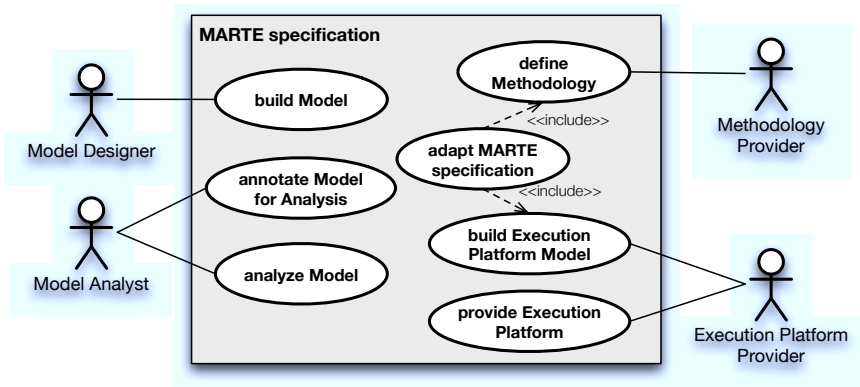 MARTE specification
build Model
Model Designer
annotate Model
for Analysis
analyze Model
Model Analyst
define
Methodology
<<include>>
adapt MARTE
specification
<<include>>
build Execution
Platform Model
provide Execution
Platform
Methodology
Provider
Execution Platform
Provider